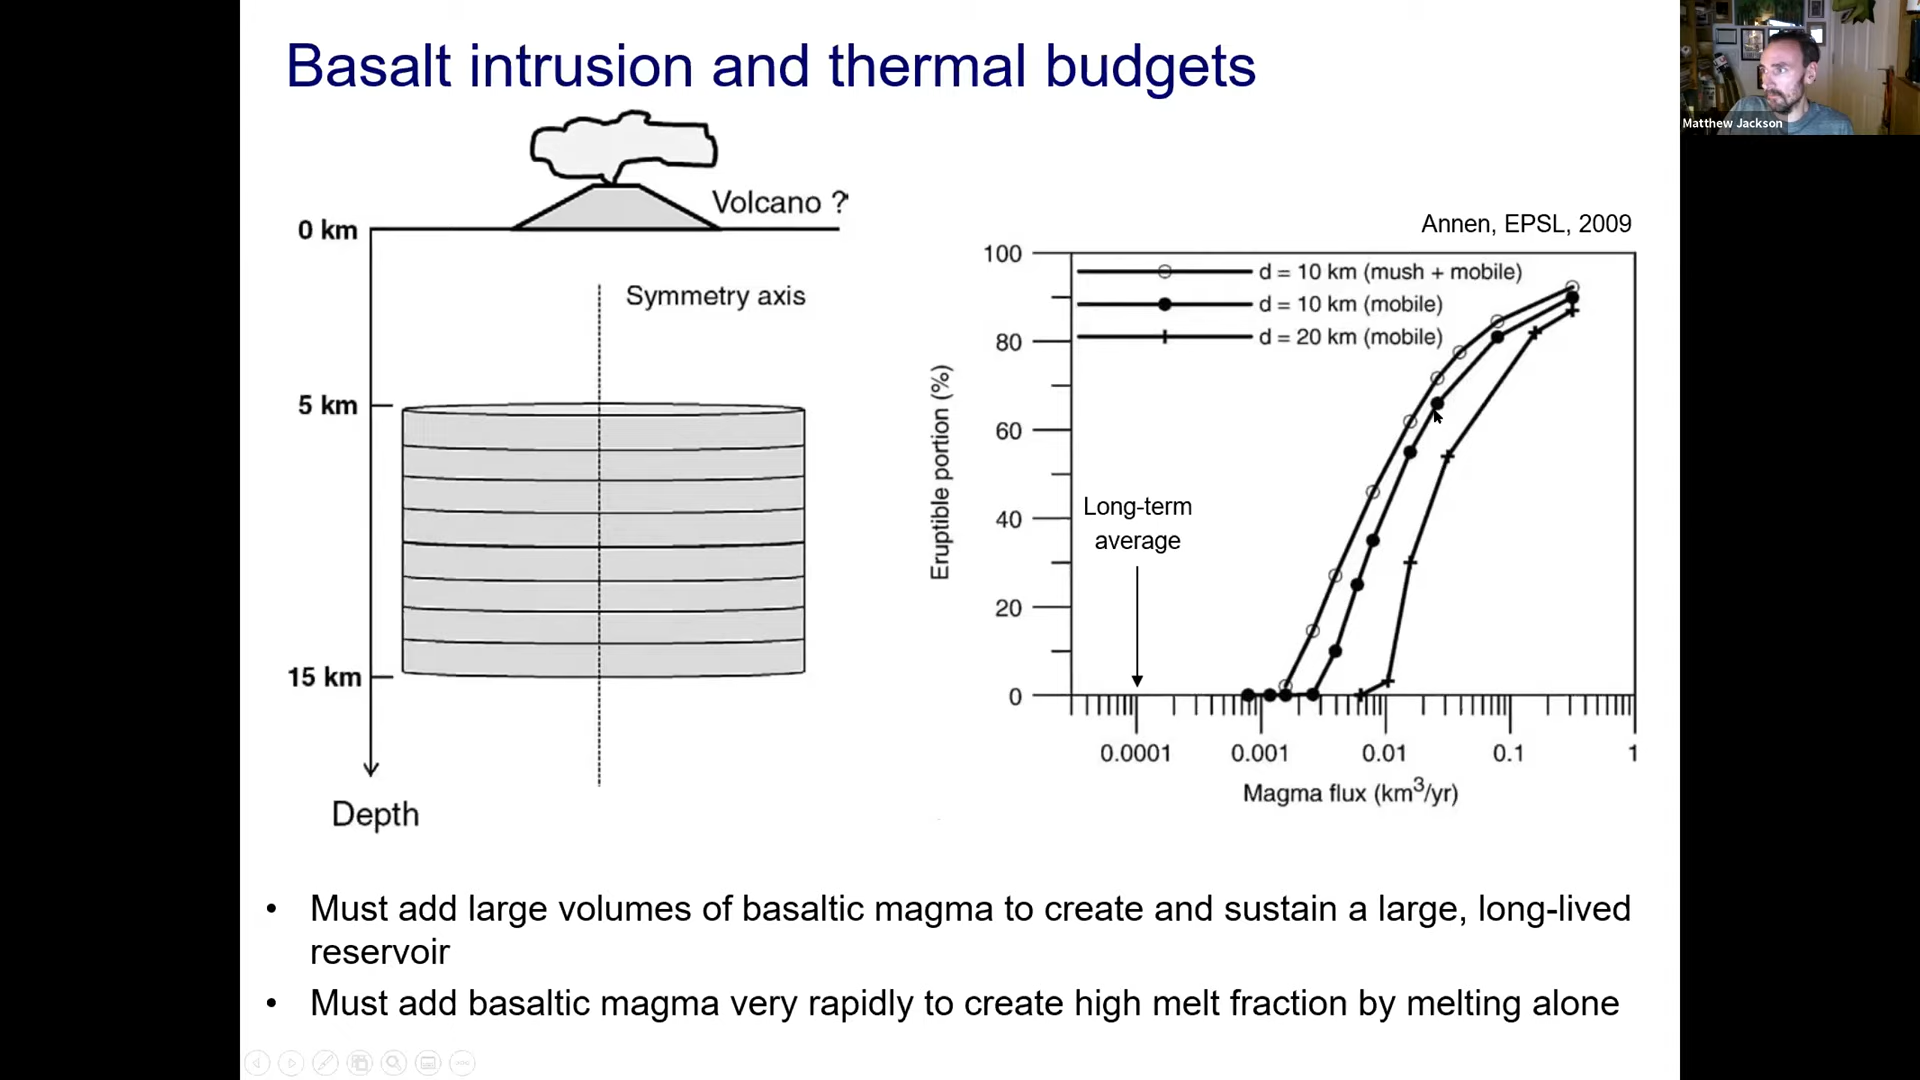 Basalt intrusion and thermal budgets
Matthew Jackson
Volcano ?
0 km
Symmetry axis
5 km
15 km
Depth
Annen, EPSL, 2009
100
80
60
40
20
0
Eruptible portion (%)
d = 10 km (mush + mobile)
d = 10 km (mobile)
d = 20 km (mobile)
Long-term
average
0.0001
0.001
0.01
0.1
1
Magma flux (km³/yr)
• Must add large volumes of basaltic magma to create and sustain a large, long-lived
reservoir
• Must add basaltic magma very rapidly to create high melt fraction by melting alone